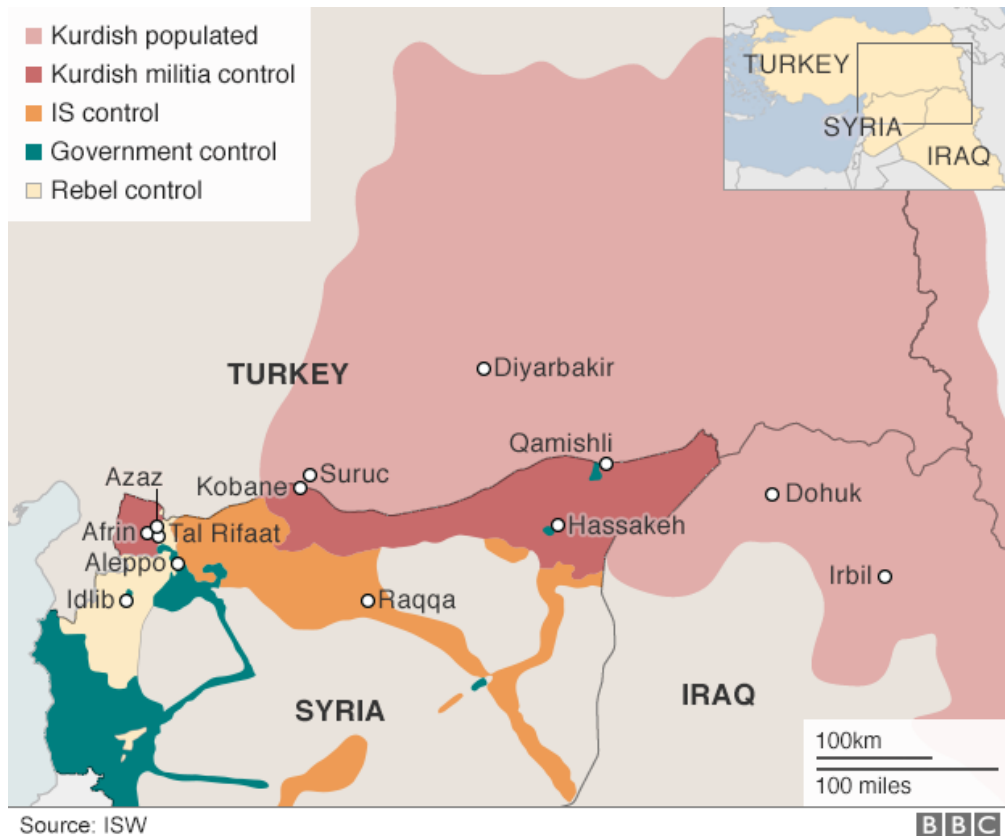 Kurdish populated
Kurdish militia control
IS control
Government control
Rebel control
TURKEY
SYRIA
IRAQ
TURKEY
Diyarbakir
Qamishli
Azaz
Suruc
Kobane
Dohuk
Afrin
Tal Rifaat
Hassakeh
Aleppo
Irbil
Idlib
Raqqa
SYRIA
IRAQ
100km
100 miles
Source: ISW
BBC